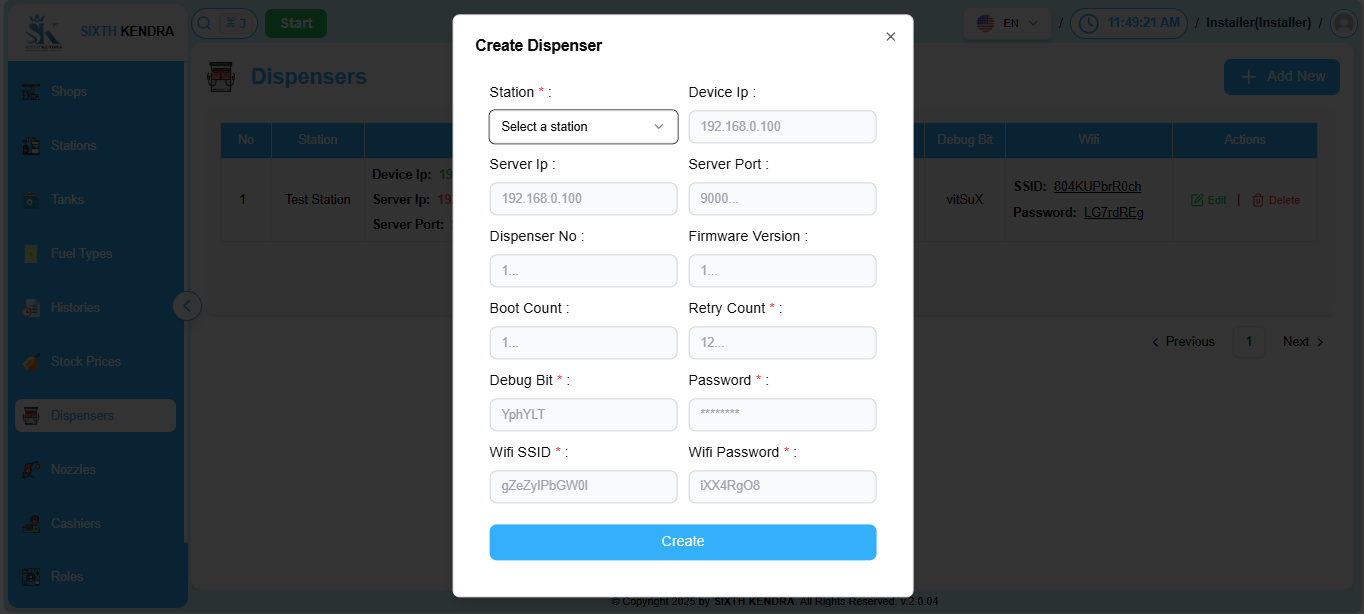 SIXTH KENDRA
Start
EN
/
11:49:21 AM
/ Installer(Installer) /
Shops
Stations
Tanks
Fuel Types
Histories
Stock Prices
Dispensers
Nozzles
Cashiers
Roles
Dispensers
Add New
No Station
Debug Bit Wifi Actions
1 Test Station
Device Ip: 19
Server Ip: 19
Server Port:
vitSuX
SSID: 804KUPbrR0ch
Password: LG7rdREg
Edit | Delete
Previous 1 Next
Create Dispenser
Station * : Device Ip :
Select a station 192.168.0.100
Server Ip : Server Port :
192.168.0.100 9000...
Dispenser No : Firmware Version :
1... 1...
Boot Count : Retry Count * :
1... 12...
Debug Bit * : Password * :
YphYLT ********
Wifi SSID * : Wifi Password * :
gZeZylPbGW0l iXX4RgO8
Create
© Copyright 2025 by SIXTH KENDRA. All Rights Reserved. v.2.0.04